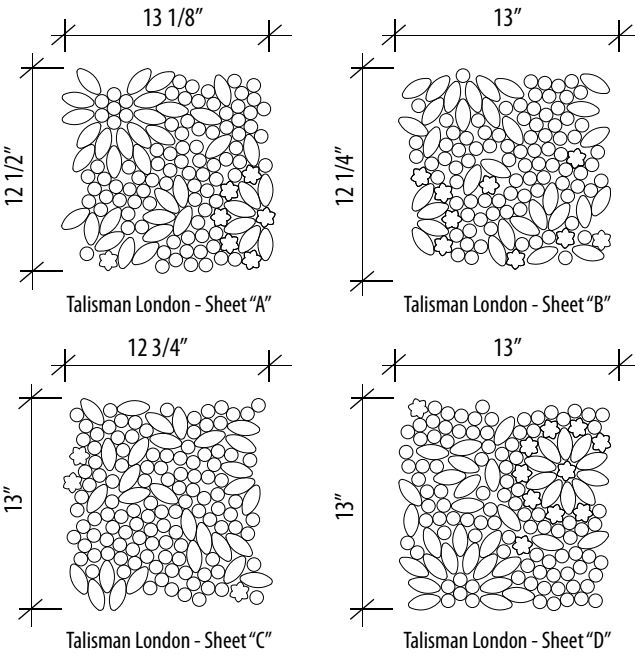 13 1/8”
13”
12 1/2”
12 1/4”
Talisman London - Sheet “A”
Talisman London - Sheet “B”
12 3/4”
13”
13”
13”
Talisman London - Sheet “C”
Talisman London - Sheet “D”